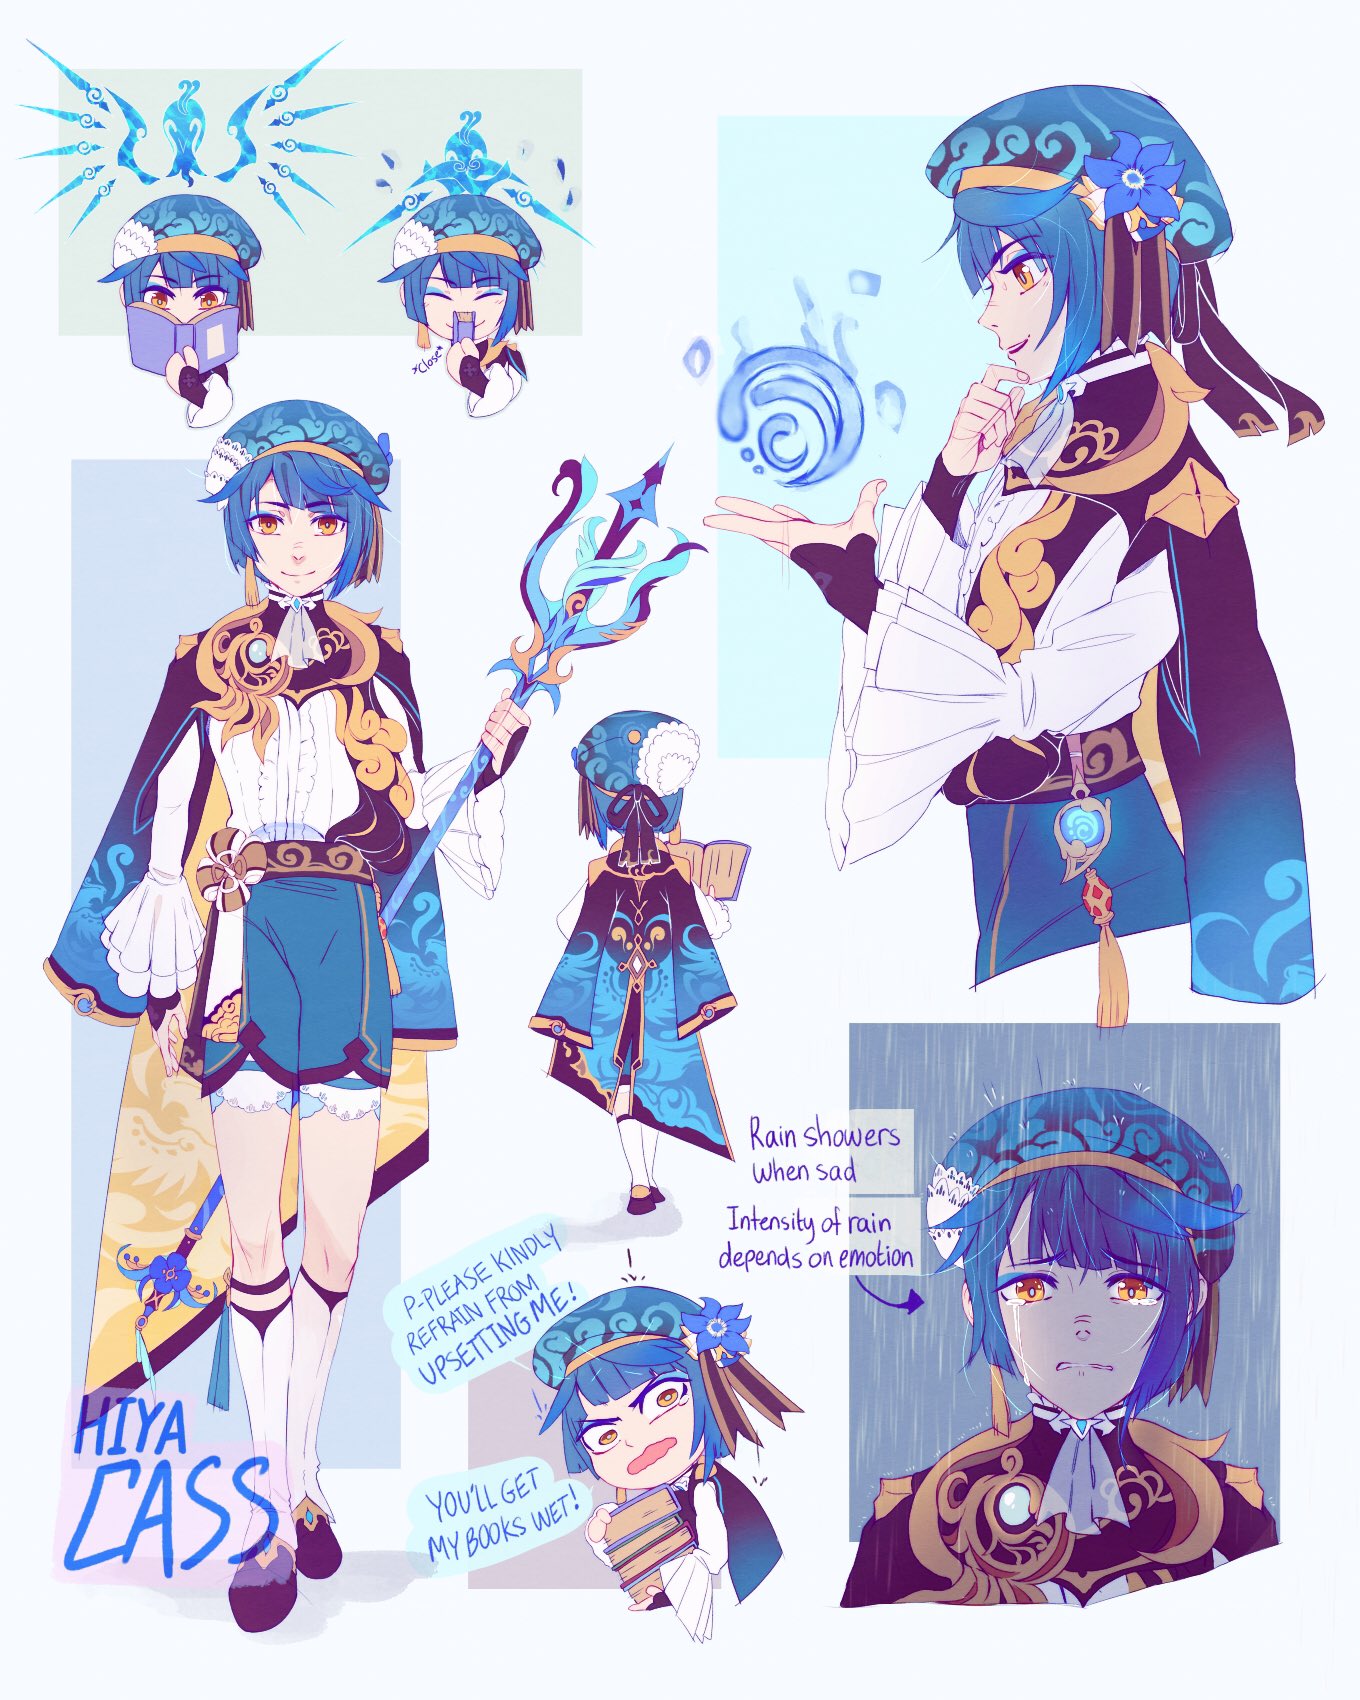 *Close*
Rain showers
when sad
Intensity of rain
depends on emotion
P-PLEASE KINDLY
REFRAIN FROM
UPSETTING ME!
YOU'LL GET
MY BOOKS WET!
HIYA
CASS